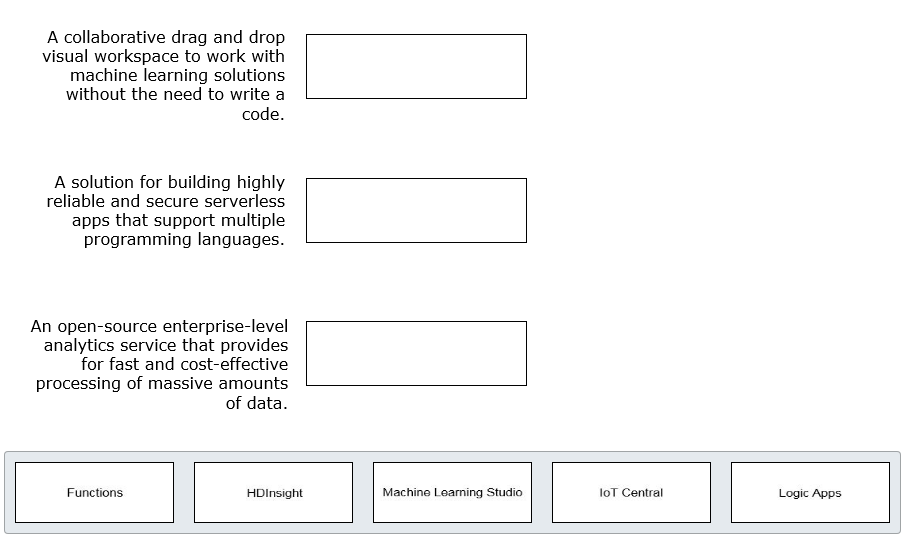 A collaborative drag and drop
visual workspace to work with
machine learning solutions
without the need to write a
code.
A solution for building highly
reliable and secure serverless
apps that support multiple
programming languages.
An open-source enterprise-level
analytics service that provides
for fast and cost-effective
processing of massive amounts
of data.
Functions
HDInsight
Machine Learning Studio
IoT Central
Logic Apps